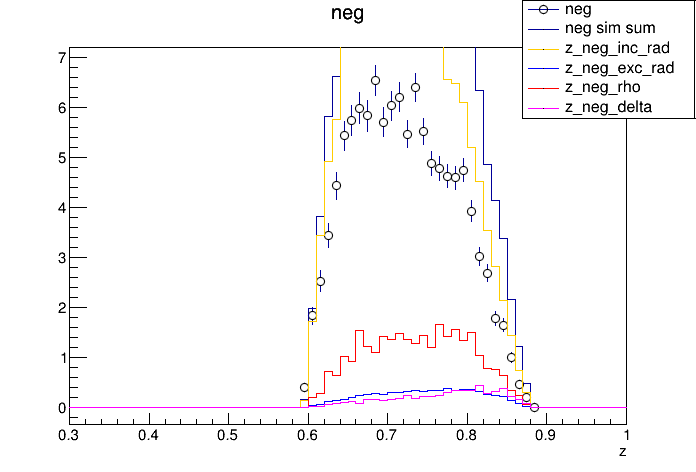 neg
neg
neg sim sum
z_neg_inc_rad
z_neg_exc_rad
z_neg_rho
z_neg_delta
7
6
5
4
3
2
1
0
0.3 0.4 0.5 0.6 0.7 0.8 0.9 1
z